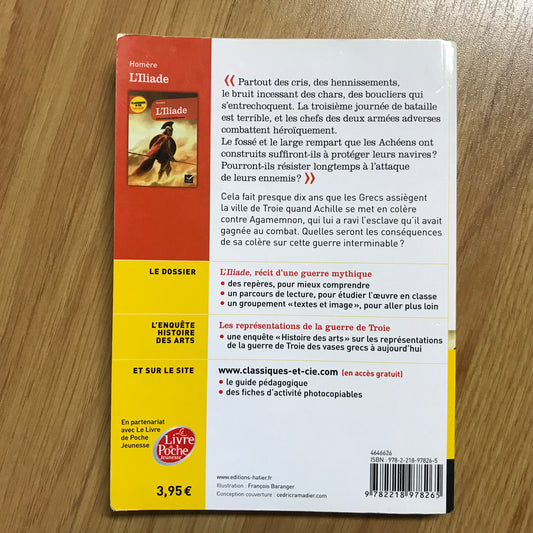 Homère
L'Iliade
L'Iliade
« Partout des cris, des hennissements,
le bruit incessant des chars, des boucliers qui
s'entrechoquent. La troisième journée de bataille
est terrible, et les chefs des deux armées adverses
combattent héroïquement.
Le fossé et le large rempart que les Achéens ont
construits suffiront-ils à protéger leurs navires ?
Pourront-ils résister longtemps à l'attaque
de leurs ennemis ? »
Cela fait presque dix ans que les Grecs assiègent
la ville de Troie quand Achille se met en colère
contre Agamemnon, qui lui a ravi l'esclave qu'il avait
gagnée au combat. Quelles seront les conséquences
de sa colère sur cette guerre interminable ?
LE DOSSIER
L'Iliade, récit d'une guerre mythique
• des repères, pour mieux comprendre
• un parcours de lecture, pour étudier l'œuvre en classe
• un groupement « textes et image », pour aller plus loin
L'ENQUÊTE
HISTOIRE
DES ARTS
Les représentations de la guerre de Troie
• une enquête « Histoire des arts » sur les représentations
de la guerre de Troie des vases grecs à aujourd'hui
ET SUR LE SITE
www.classiques-et-cie.com (en accès gratuit)
• le guide pédagogique
• des fiches d'activité photocopiables
En partenariat
avec Le Livre
de Poche
Jeunesse
le
Livre
de
Poche
Jeunesse
3,95 €
www.editions-hatier.fr
Illustration : François Baranger
Conception couverture : cedricramadier.com
4646626
ISBN : 978-2-218-97826-5
9 782218 978265